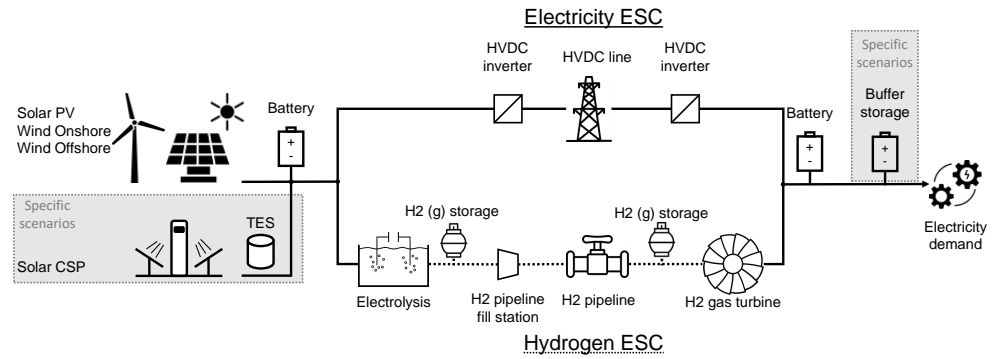 Electricity ESC
HVDC
inverter
HVDC line
HVDC
inverter
Specific
scenarios
Solar PV
Wind Onshore
Wind Offshore
Battery
+
-
Battery
+
-
Buffer
storage
+
-
Specific
scenarios
TES
Solar CSP
H2 (g) storage
H2 (g) storage
Electricity
demand
Electrolysis
H2 pipeline
fill station
H2 pipeline
H2 gas turbine
Hydrogen ESC